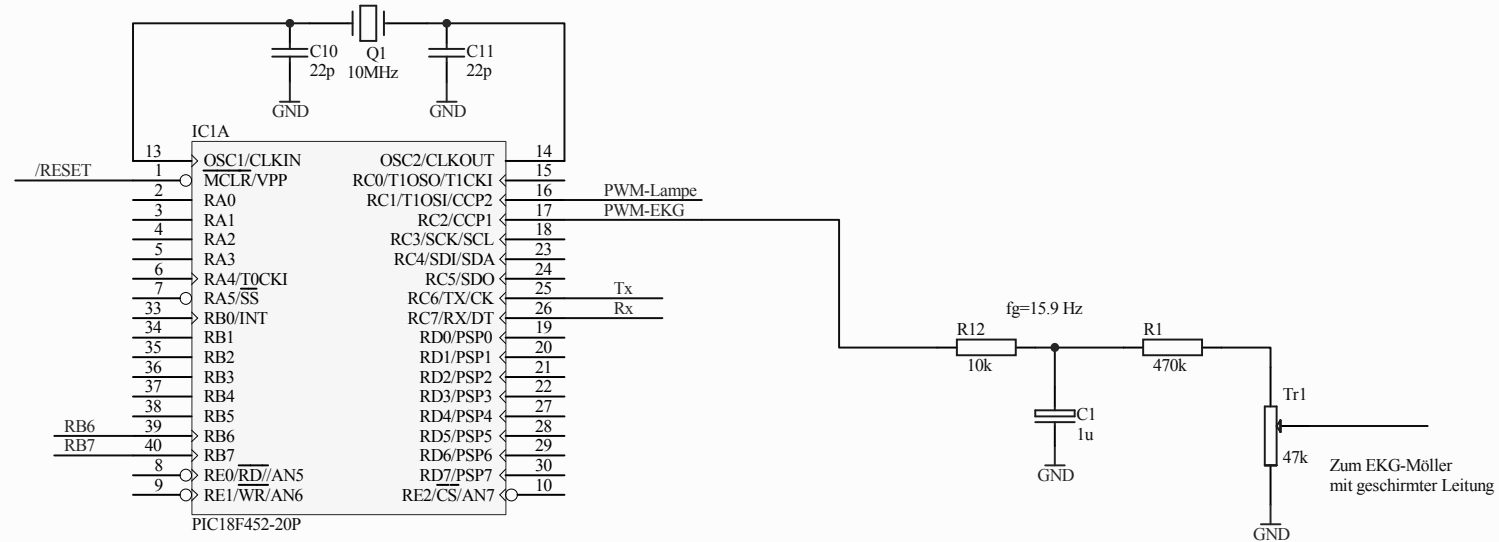 C10
22p
Q1
10MHz
C11
22p
GND
GND
IC1A
13 OSC1/CLKIN OSC2/CLKOUT 14
/RESET 1 MCLR/VPP RC0/T1OSO/T1CKI 15
2 RA0 RC1/T1OSI/CCP2 16 PWM-Lampe
3 RA1 RC2/CCP1 17 PWM-EKG
4 RA2 RC3/SCK/SCL 18
5 RA3 RC4/SDI/SDA 23
6 RA4/T0CKI RC5/SDO 24
7 RA5/SS RC6/TX/CK 25 Tx
33 RB0/INT RC7/RX/DT 26 Rx
34 RB1 RD0/PSP0 19
35 RB2 RD1/PSP1 20
36 RB3 RD2/PSP2 21
37 RB4 RD3/PSP3 22
38 RB5 RD4/PSP4 27
RB6 39 RB6 RD5/PSP5 28
RB7 40 RB7 RD6/PSP6 29
8 RE0/RD//AN5 RD7/PSP7 30
9 RE1/WR/AN6 RE2/CS/AN7 10
PIC18F452-20P
fg=15.9 Hz
R12
10k
R1
470k
C1
1u
GND
Tr1
47k
GND
Zum EKG-Möller
mit geschirmter Leitung